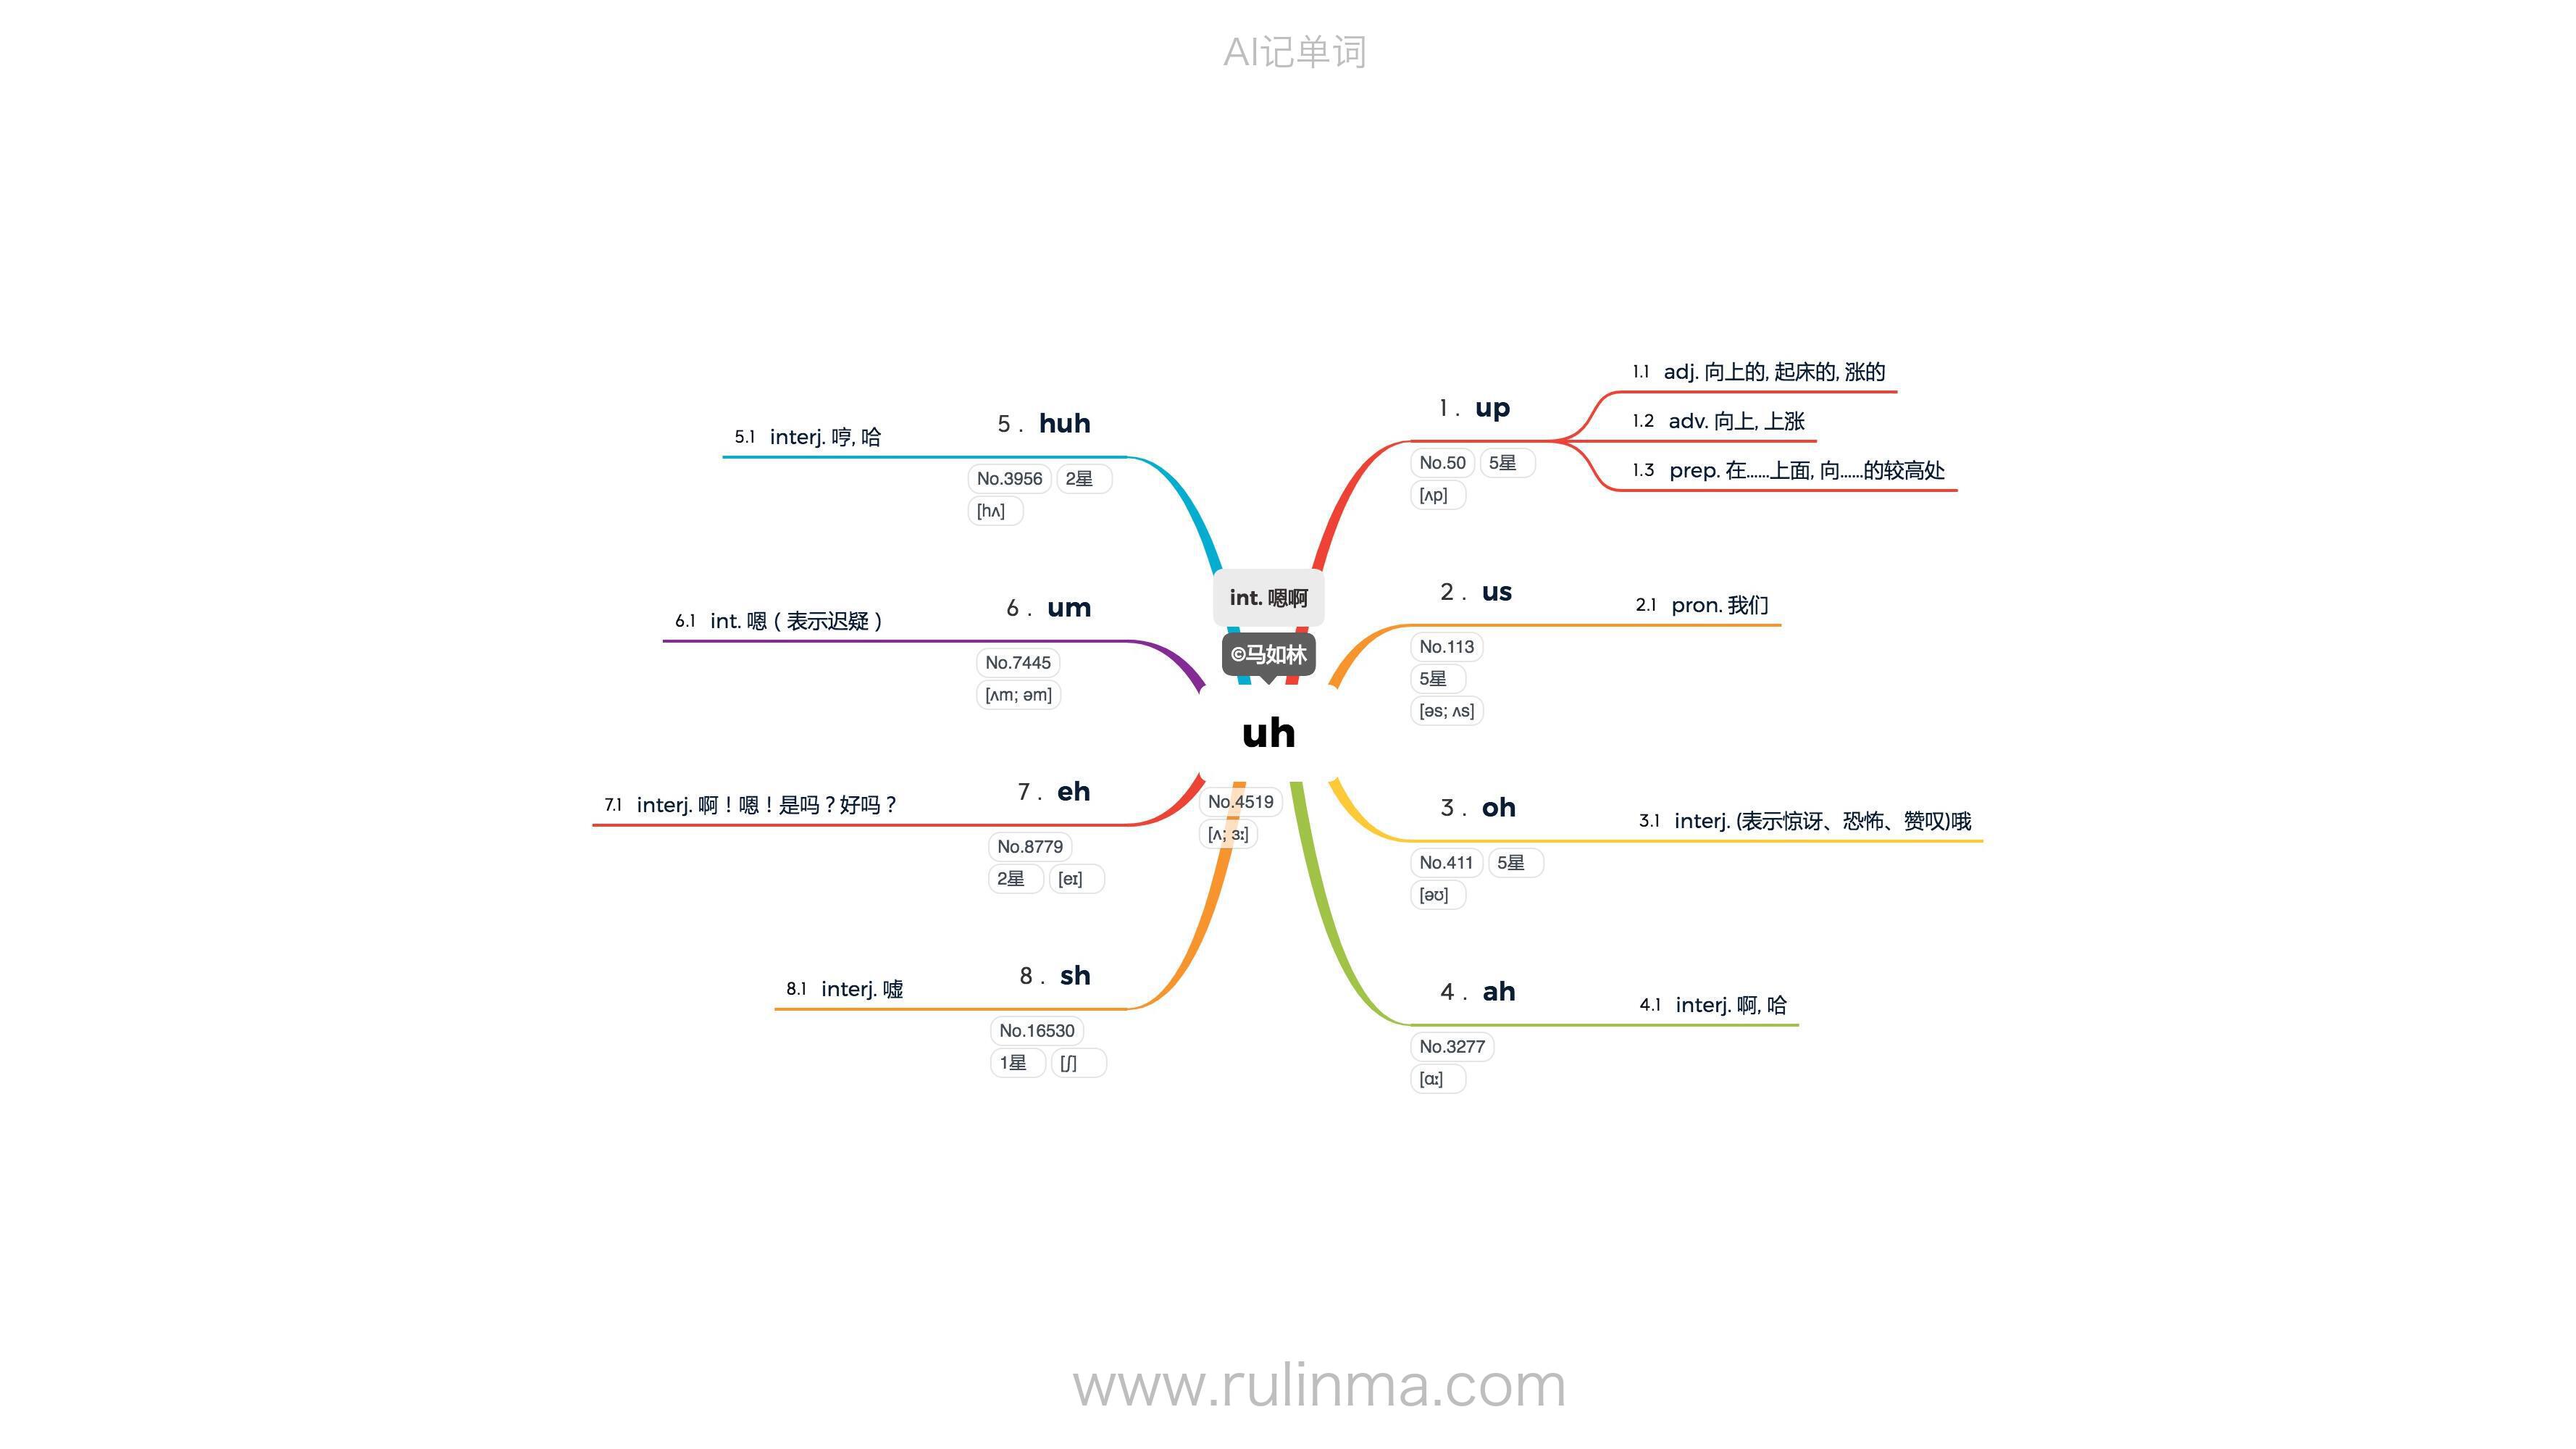 AI记单词
int. 嗯啊
©马如林
uh
No.4519
[ʌ; ɜː]
1 . up
No.50 5星
[ʌp]
1.1 adj. 向上的, 起床的, 涨的
1.2 adv. 向上, 上涨
1.3 prep. 在……上面, 向……的较高处
2 . us
No.113
5星
[əs; ʌs]
2.1 pron. 我们
3 . oh
No.411 5星
[əʊ]
3.1 interj. (表示惊讶、恐怖、赞叹)哦
4 . ah
No.3277
[ɑː]
4.1 interj. 啊, 哈
5 . huh
No.3956 2星
[hʌ]
5.1 interj. 哼, 哈
6 . um
No.7445
[ʌm; əm]
6.1 int. 嗯（表示迟疑）
7 . eh
No.8779
2星 [eɪ]
7.1 interj. 啊！嗯！是吗？好吗？
8 . sh
No.16530
1星 [ʃ]
8.1 interj. 嘘
www.rulinma.com